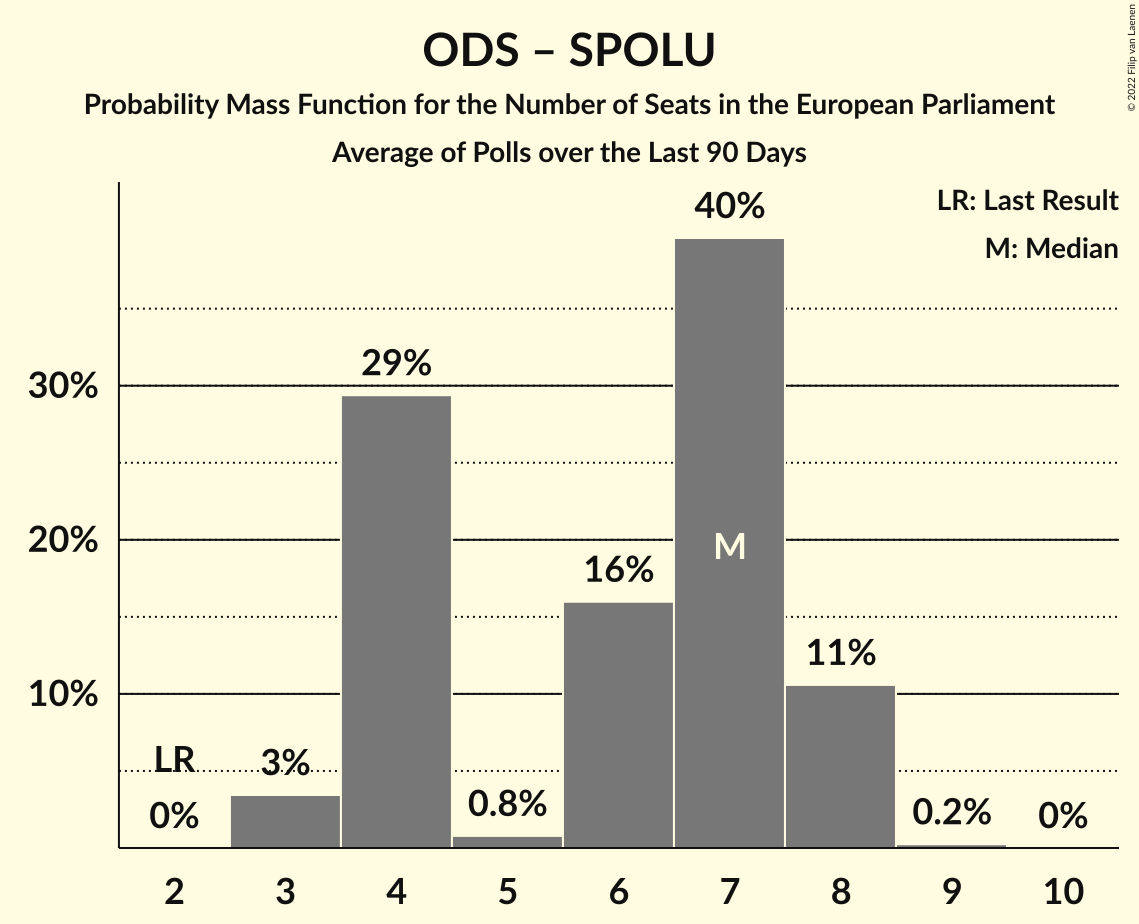 ODS – SPOLU
Probability Mass Function for the Number of Seats in the European Parliament
Average of Polls over the Last 90 Days
© 2022 Filip van Laenen
LR: Last Result
M: Median
40%
29%
30%
20%
16%
M
11%
10%
LR
3%
0%
0.8%
0.2%
0%
2 3 4 5 6 7 8 9 10